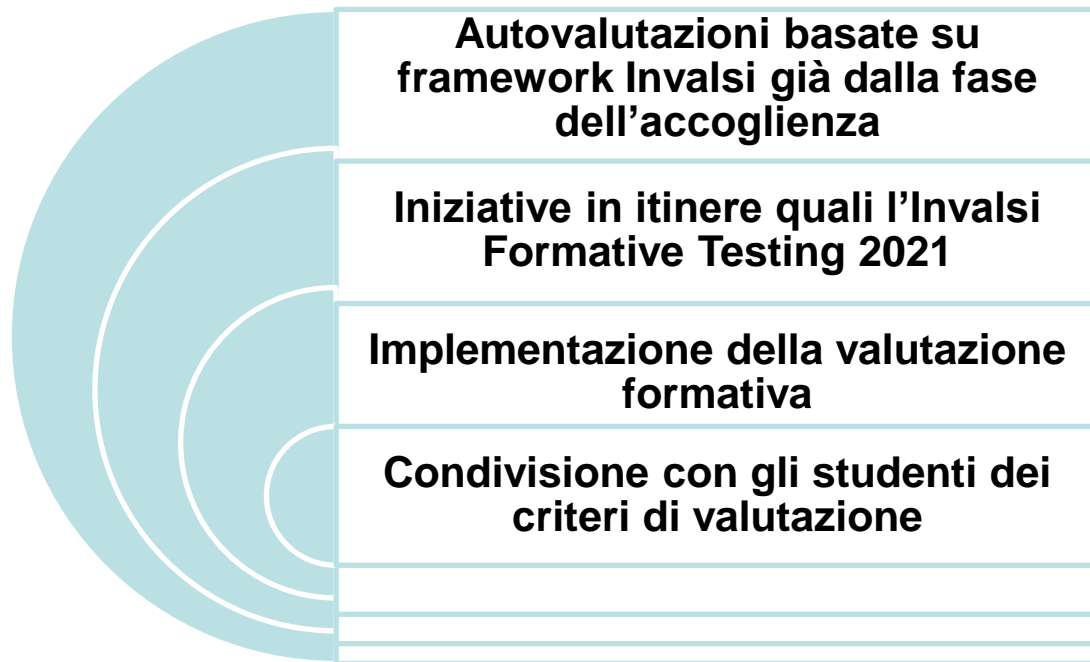 Autovalutazioni basate su
framework Invalsi già dalla fase
dell’accoglienza
Iniziative in itinere quali l’Invalsi
Formative Testing 2021
Implementazione della valutazione
formativa
Condivisione con gli studenti dei
criteri di valutazione